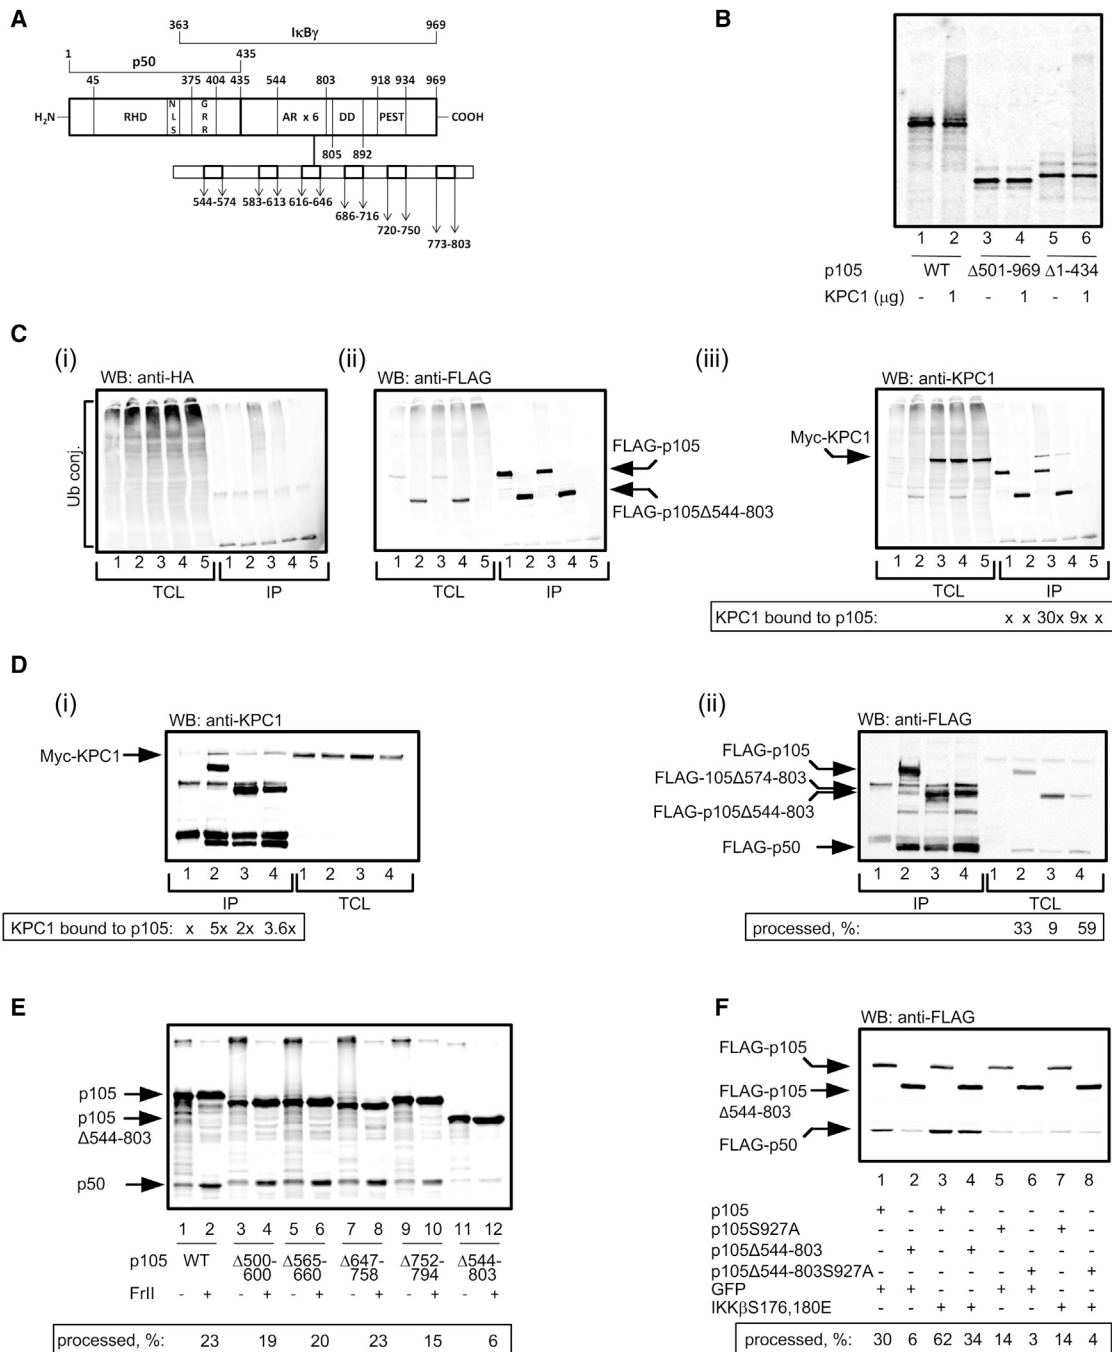 A
363 IκBγ 969
1 p50 435
45 375 404 435 544 803 918 934 969
H2N RHD NLS GRR AR x 6 DD PEST COOH
805 892
544-574 583-613 616-646
686-716
720-750
773-803
B
1 2 3 4 5 6
p105 WT Δ501-969 Δ1-434
KPC1 (μg) - 1 - 1 - 1
C
(i)
WB: anti-HA
Ub conj.
1 2 3 4 5 1 2 3 4 5
TCL IP
(ii)
WB: anti-FLAG
FLAG-p105
FLAG-p105Δ544-803
1 2 3 4 5 1 2 3 4 5
TCL IP
(iii)
WB: anti-KPC1
Myc-KPC1
1 2 3 4 5 1 2 3 4 5
TCL IP
KPC1 bound to p105: x x 30x 9x x
D
(i)
WB: anti-KPC1
Myc-KPC1
1 2 3 4 1 2 3 4
IP TCL
KPC1 bound to p105: x 5x 2x 3.6x
(ii)
WB: anti-FLAG
FLAG-p105
FLAG-105Δ574-803
FLAG-p105Δ544-803
FLAG-p50
1 2 3 4 1 2 3 4
IP TCL
processed, %: 33 9 59
E
p105
p105
Δ544-803
p50
1 2 3 4 5 6 7 8 9 10 11 12
p105 WT Δ500-600 Δ565-660 Δ647-758 Δ752-794 Δ544-803
FrII - + - + - + - + - + - +
processed, %: 23 19 20 23 15 6
F
WB: anti-FLAG
FLAG-p105
FLAG-p105
Δ544-803
FLAG-p50
1 2 3 4 5 6 7 8
p105 + - + - - - - -
p105S927A - - - - + - + -
p105Δ544-803 - + - + - - - -
p105Δ544-803S927A - - - - - + - +
GFP + + - - + + - -
IKKβS176,180E - - + + - - + +
processed, %: 30 6 62 34 14 3 14 4